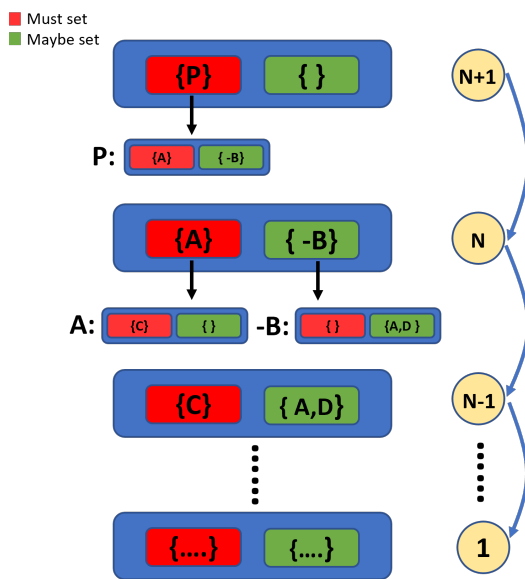 Must set
Maybe set
{P} { } N+1
P: {A} { -B}
{A} { -B} N
A: {C} { } -B: { } {A,D }
{C} { A,D} N-1
{....} {....} 1